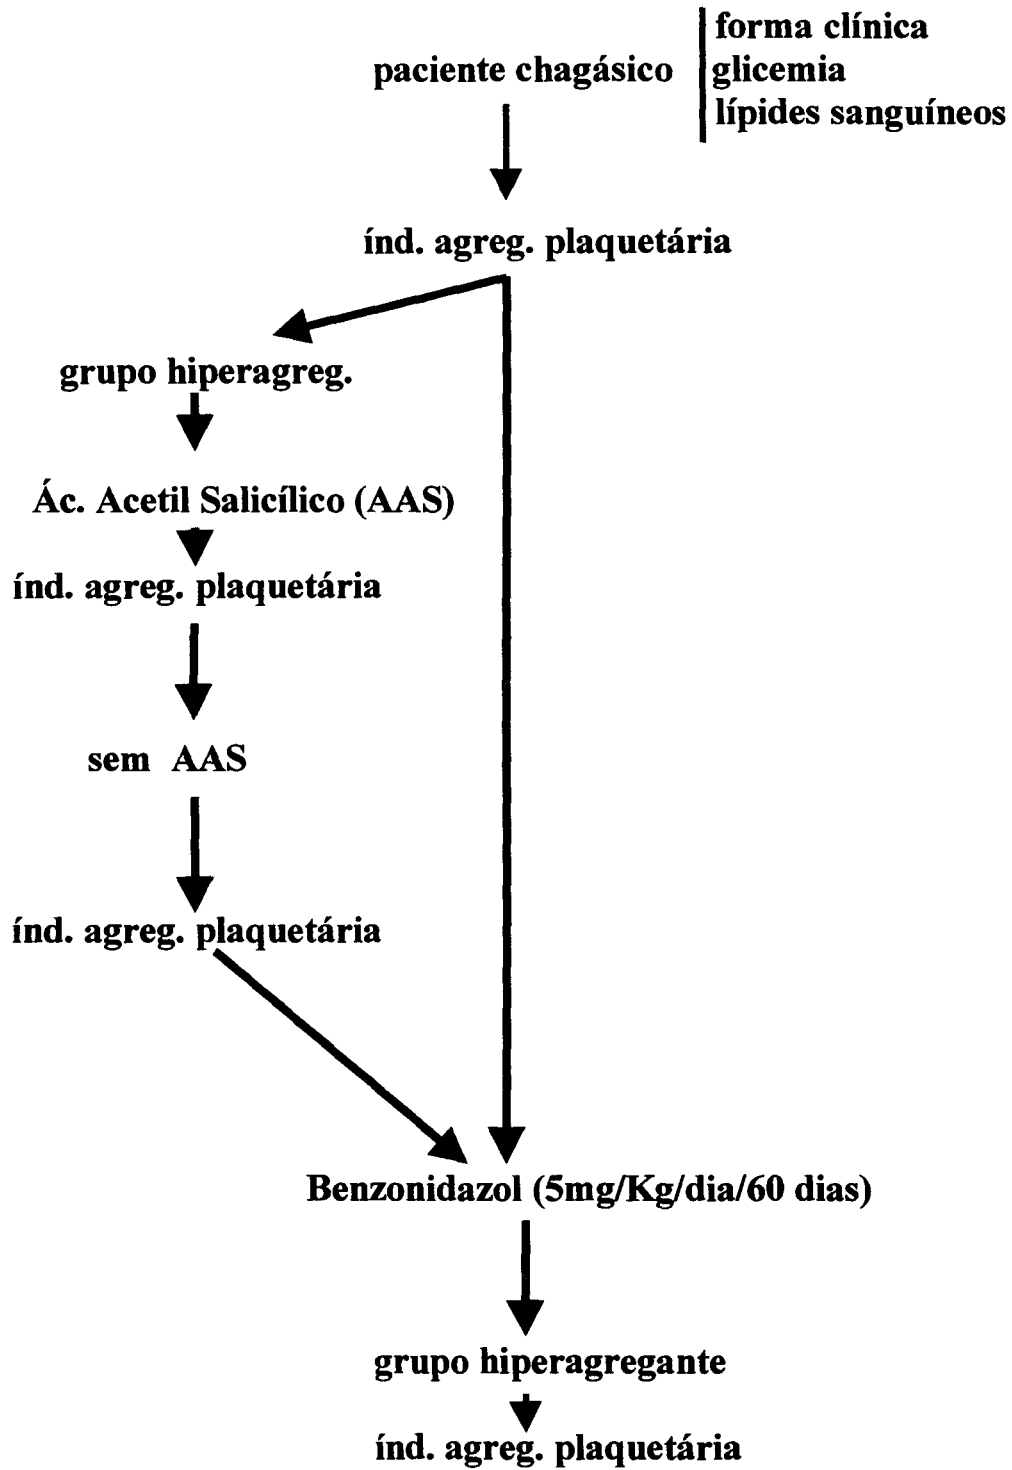 paciente chagásico
forma clínica
glicemia
lípides sanguíneos
índ. agreg. plaquetária
grupo hiperagreg.
Ác. Acetil Salicílico (AAS)
índ. agreg. plaquetária
sem AAS
índ. agreg. plaquetária
Benzonidazol (5mg/Kg/dia/60 dias)
grupo hiperagregante
índ. agreg. plaquetária